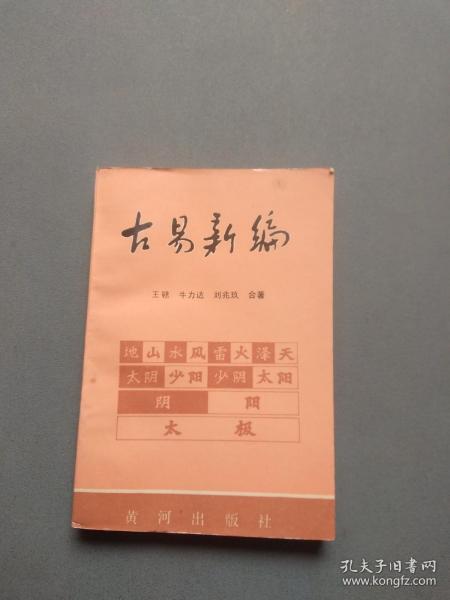 古易新编
王赣 牛力达 刘兆玖 合著
地山水风雷火泽天
太阴少阳少阴太阳
阴 阳
太 极
黄河出版社
孔夫子旧书网
www.kongfz.com